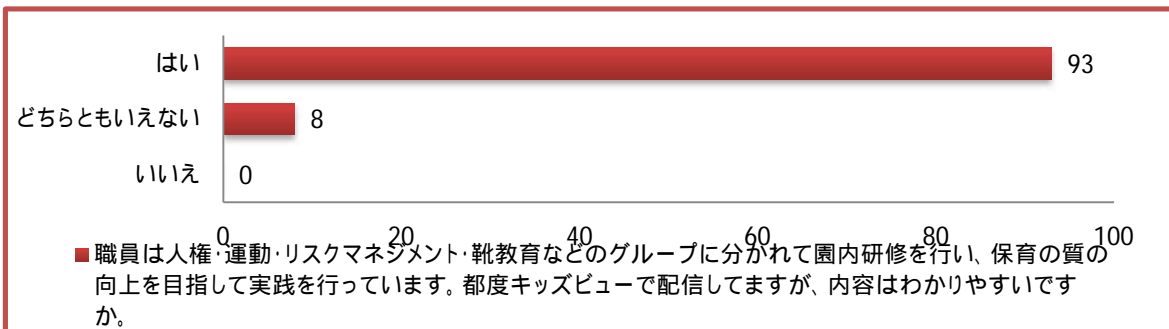 はい 93
どちらともいえない 8
いいえ 0
0 20 40 60 80 100
職員は人権・運動・リスクマネジメント・靴教育などのグループに分かれて園内研修を行い、保育の質の
向上を目指して実践を行っています。都度キッズビューで配信してますが、内容はわかりやすいです
か。